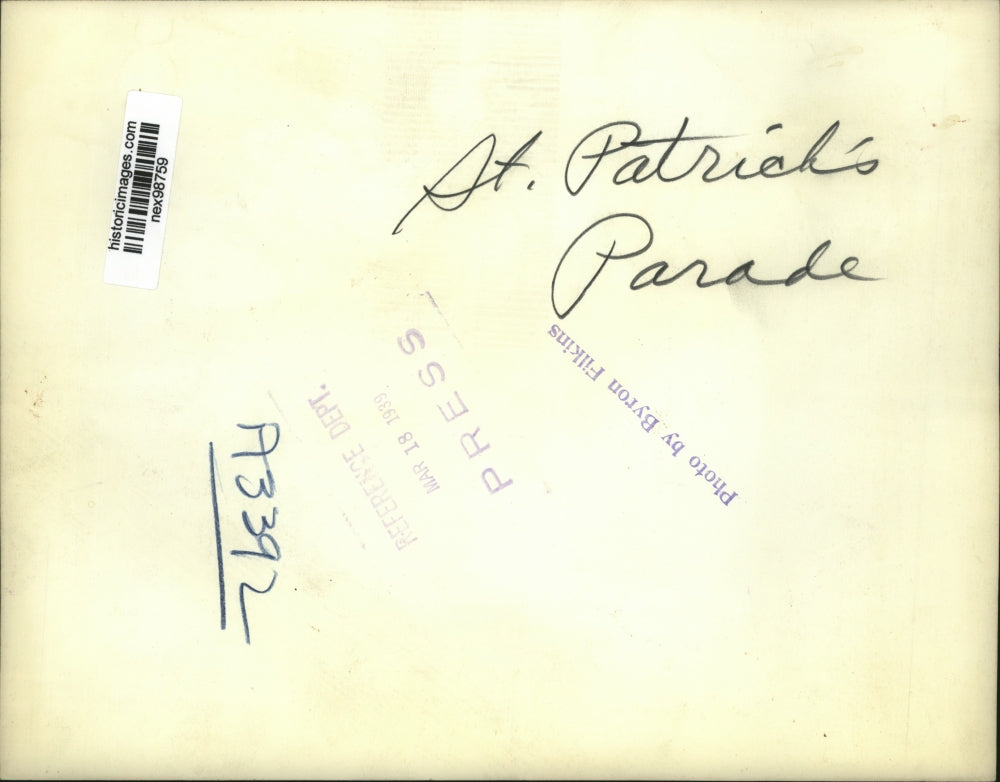 St. Patrick's
Parade
historicimages.com
nex98759
PRESS
MAR 18 1939
REFERENCE DEPT.
Photo by Byron Filkins
A3392